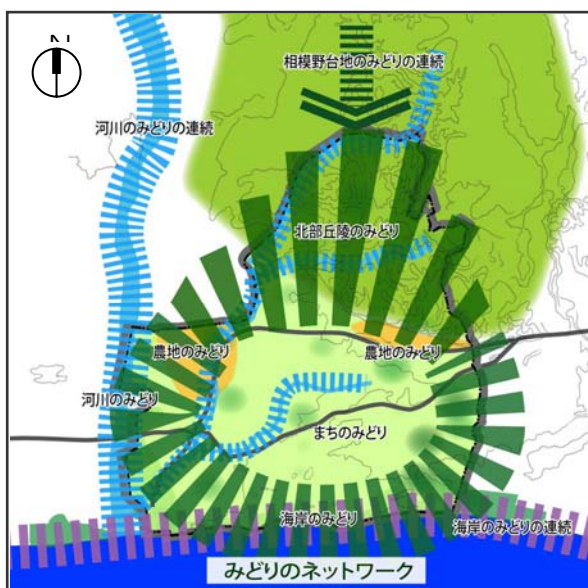 N
相模野台地のみどりの連続
河川のみどりの連続
北部丘陵のみどり
農地のみどり
農地のみどり
河川のみどり
まちのみどり
海岸のみどり
海岸のみどりの連続
みどりのネットワーク